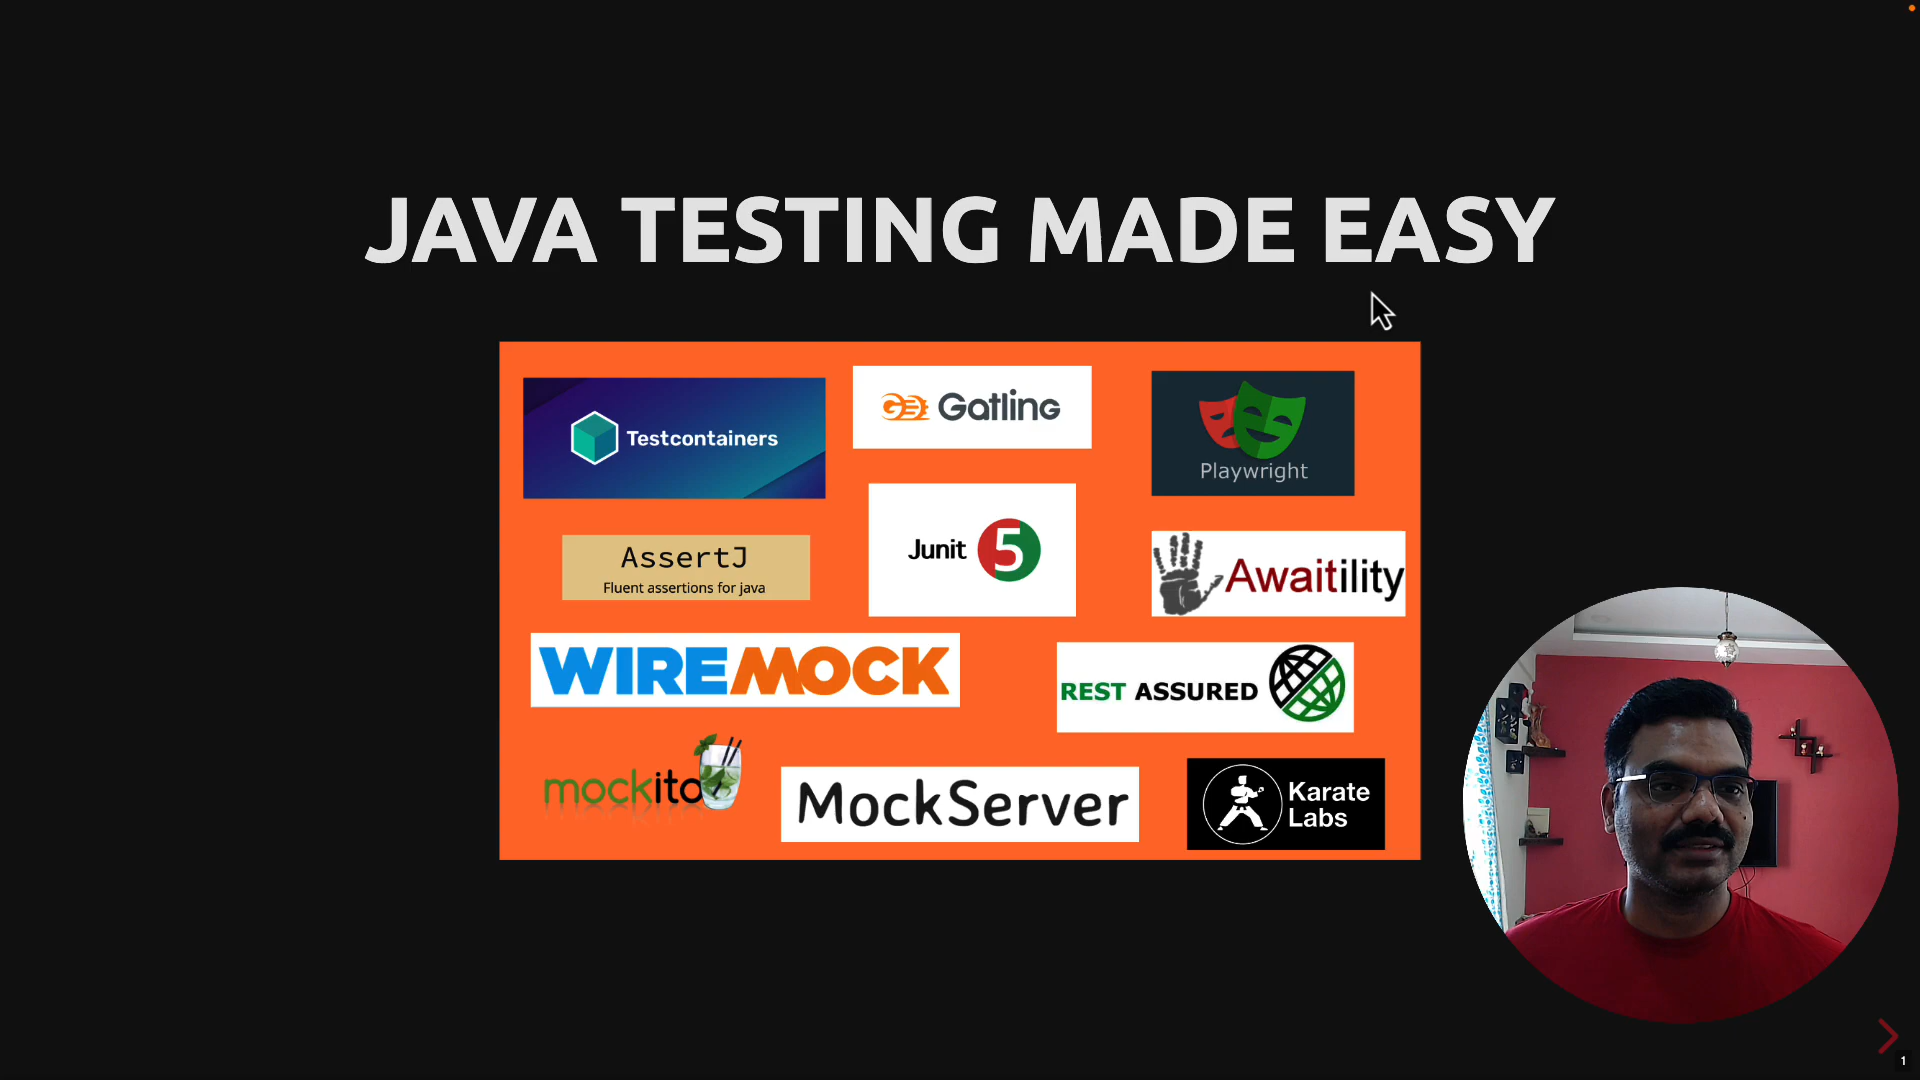 JAVA TESTING MADE EASY
Testcontainers
Gatling
Playwright
AssertJ
Fluent assertions for java
Junit 5
Awaitility
WIREMOCK
REST ASSURED
mockito
MockServer
Karate
Labs
1